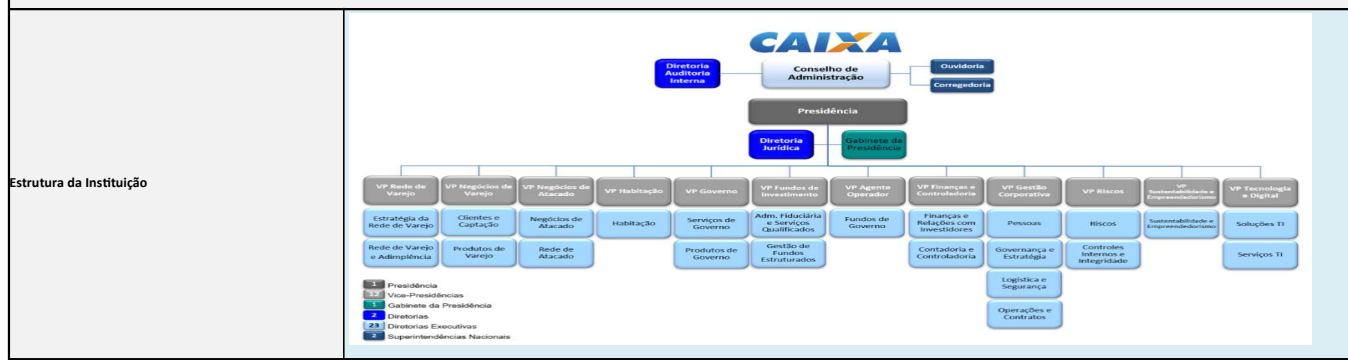 Estrutura da Instituição
CAIXA
Diretoria
Auditoria
Interna
Conselho de
Administração
Ouvidoria
Corregedoria
Presidência
Diretoria
Jurídica
Gabinete da
Presidência
VP Rede de
Varejo
VP Negócios de
Varejo
VP Negócios de
Atacado
VP Habitação
VP Governo
VP Fundos de
Investimento
VP Agente
Operador
VP Finanças e
Controladoria
VP Gestão
Corporativa
VP Riscos
VP
Sustentabilidade e
Empreendedorismo
VP Tecnologia
e Digital
Estratégia da
Rede de Varejo
Clientes e
Captação
Negócios de
Atacado
Habitação
Serviços de
Governo
Adm. Fiduciária
e Serviços
Qualificados
Fundos de
Governo
Finanças e
Relações com
Investidores
Pessoas
Riscos
Sustentabilidade e
Empreendedorismo
Soluções TI
Rede de Varejo
e Adimplência
Produtos de
Varejo
Rede de
Atacado
Produtos de
Governo
Gestão de
Fundos
Estruturados
Contadoria e
Controladoria
Governança e
Estratégia
Controles
Internos e
Integridade
Serviços TI
Logística e
Segurança
Operações e
Contratos
1 Presidência
12 Vice-Presidências
1 Gabinete da Presidência
2 Diretorias
23 Diretorias Executivas
2 Superintendências Nacionais